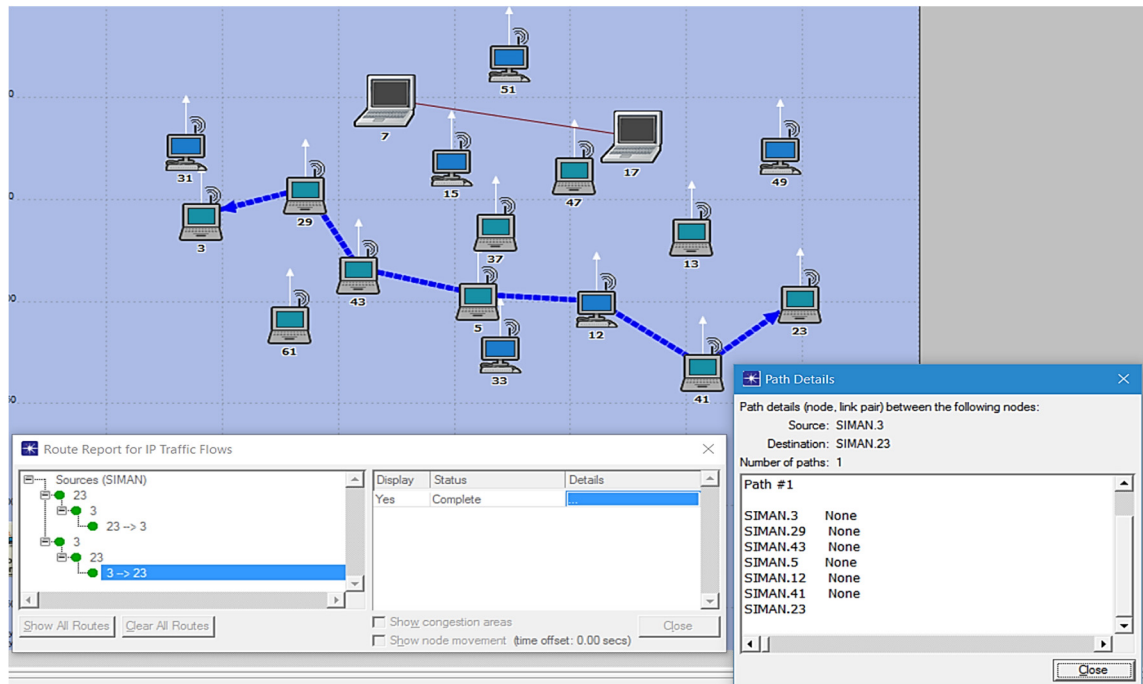 51
7
17
31
15
47
49
29
3
37
13
43
5
12
23
61
33
41
Route Report for IP Traffic Flows
Sources (SIMAN)
23
3
23 --> 3
3
23
3 --> 23
Display Status Details
Yes Complete ...
Show All Routes Clear All Routes
Show congestion areas
Show node movement (time offset: 0.00 secs)
Close
Path Details
Path details (node, link pair) between the following nodes:
Source: SIMAN.3
Destination: SIMAN.23
Number of paths: 1
Path #1
SIMAN.3 None
SIMAN.29 None
SIMAN.43 None
SIMAN.5 None
SIMAN.12 None
SIMAN.41 None
SIMAN.23
Close